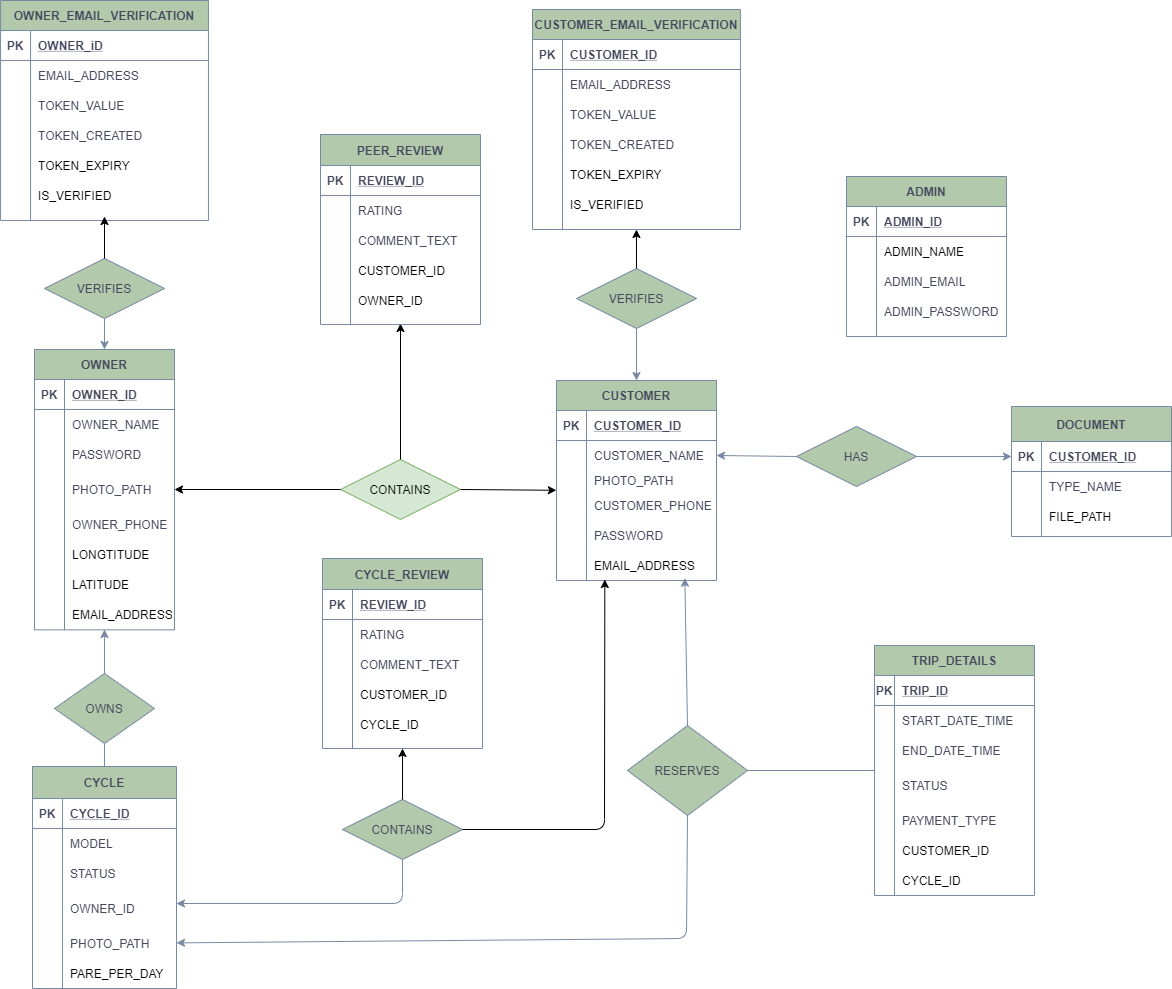 OWNER_EMAIL_VERIFICATION
PK OWNER_iD
EMAIL_ADDRESS
TOKEN_VALUE
TOKEN_CREATED
TOKEN_EXPIRY
IS_VERIFIED
CUSTOMER_EMAIL_VERIFICATION
PK CUSTOMER_ID
EMAIL_ADDRESS
TOKEN_VALUE
TOKEN_CREATED
TOKEN_EXPIRY
IS_VERIFIED
PEER_REVIEW
PK REVIEW_ID
RATING
COMMENT_TEXT
CUSTOMER_ID
OWNER_ID
ADMIN
PK ADMIN_ID
ADMIN_NAME
ADMIN_EMAIL
ADMIN_PASSWORD
VERIFIES
VERIFIES
OWNER
PK OWNER_ID
OWNER_NAME
PASSWORD
PHOTO_PATH
OWNER_PHONE
LONGTITUDE
LATITUDE
EMAIL_ADDRESS
CONTAINS
CUSTOMER
PK CUSTOMER_ID
CUSTOMER_NAME
PHOTO_PATH
CUSTOMER_PHONE
PASSWORD
EMAIL_ADDRESS
HAS
DOCUMENT
PK CUSTOMER_ID
TYPE_NAME
FILE_PATH
CYCLE_REVIEW
PK REVIEW_ID
RATING
COMMENT_TEXT
CUSTOMER_ID
CYCLE_ID
OWNS
TRIP_DETAILS
PK TRIP_ID
START_DATE_TIME
END_DATE_TIME
STATUS
PAYMENT_TYPE
CUSTOMER_ID
CYCLE_ID
RESERVES
CONTAINS
CYCLE
PK CYCLE_ID
MODEL
STATUS
OWNER_ID
PHOTO_PATH
PARE_PER_DAY